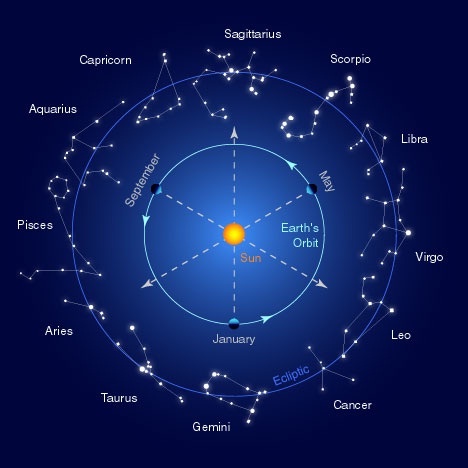 Sagittarius
Capricorn
Scorpio
Aquarius
Libra
September
May
Pisces
Earth's
Orbit
Virgo
Sun
Aries
January
Leo
Ecliptic
Taurus
Cancer
Gemini